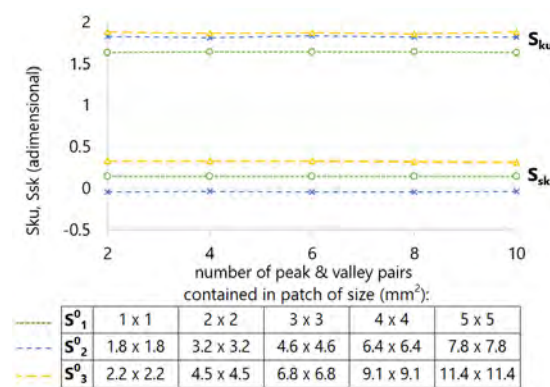 2
1.5
1
0.5
0
-0.5
Sku, Ssk (adimensional)
Sku
Ssk
2 4 6 8 10
number of peak & valley pairs
contained in patch of size (mm²):
S⁰₁ 1 x 1 2 x 2 3 x 3 4 x 4 5 x 5
S⁰₂ 1.8 x 1.8 3.2 x 3.2 4.6 x 4.6 6.4 x 6.4 7.8 x 7.8
S⁰₃ 2.2 x 2.2 4.5 x 4.5 6.8 x 6.8 9.1 x 9.1 11.4 x 11.4